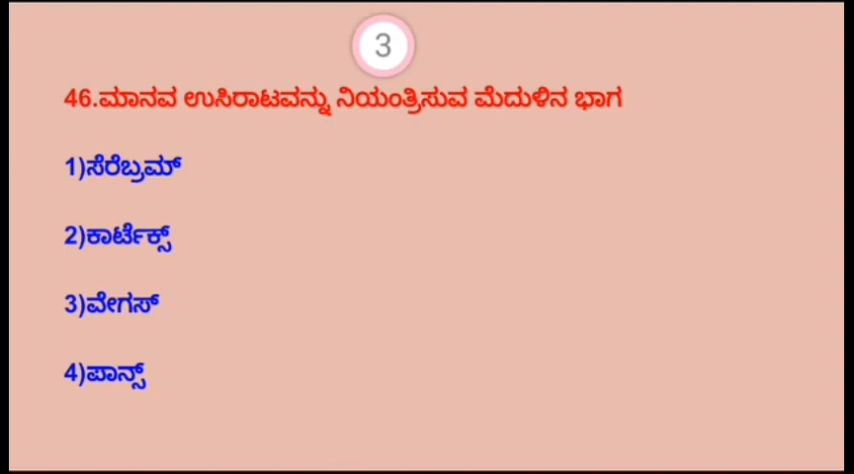 3
46.ಮಾನವ ಉಸಿರಾಟವನ್ನು ನಿಯಂತ್ರಿಸುವ ಮೆದುಳಿನ ಭಾಗ
1)ಸೆರೆಬ್ರಮ್
2)ಕಾರ್ಟೆಕ್ಸ್
3)ವೇಗಸ್
4)ಪಾನ್ಸ್